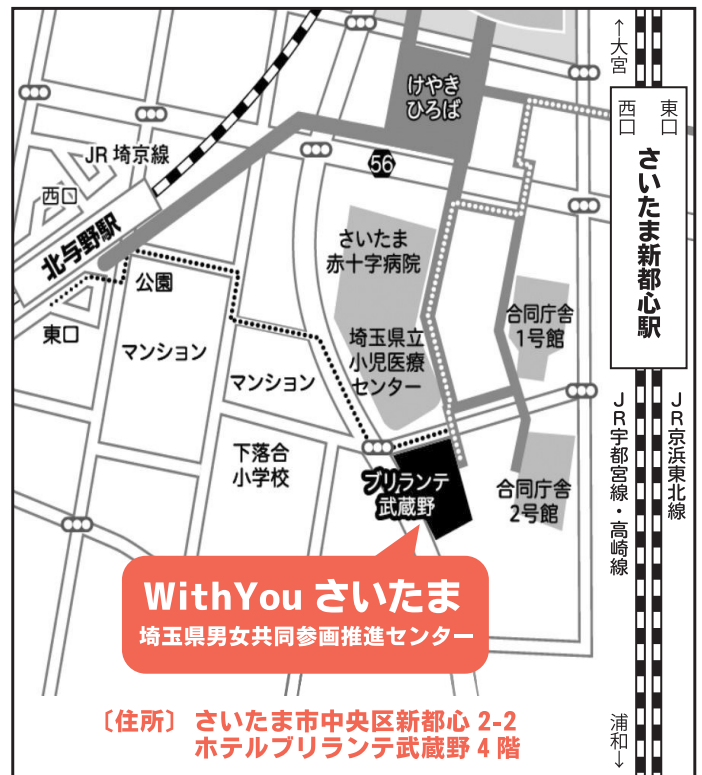 ↑大宮
けやき
ひろば
西口
東口
さいたま新都心駅
JR 埼京線
56
西口
北与野駅
さいたま
赤十字病院
公園
東口
マンション
マンション
埼玉県立
小児医療
センター
合同庁舎
1号館
下落合
小学校
ブリランテ
武蔵野
合同庁舎
2号館
JR宇都宮線・高崎線
JR京浜東北線
WithYou さいたま
埼玉県男女共同参画推進センター
〔住所〕 さいたま市中央区新都心 2-2
ホテルブリランテ武蔵野 4 階
浦和↓